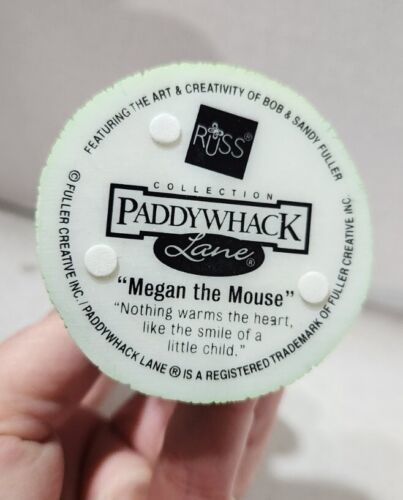 FEATURING THE ART & CREATIVITY OF BOB & SANDY FULLER
RUSS
COLLECTION
PADDYWHACK
Lane®
"Megan the Mouse"
"Nothing warms the heart,
like the smile of a
little child."
© FULLER CREATIVE INC. / PADDYWHACK LANE ® IS A REGISTERED TRADEMARK OF FULLER CREATIVE INC.